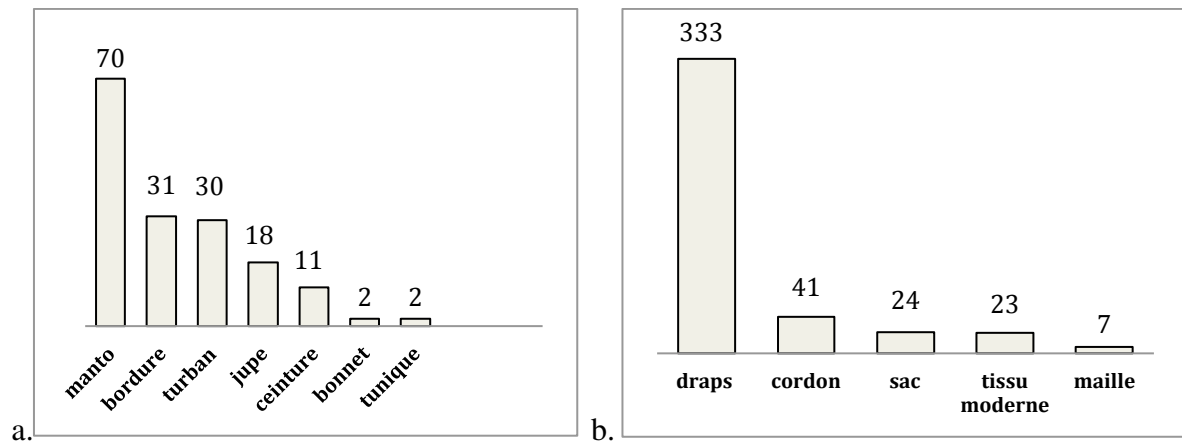 70
31
30
18
11
2
2
manto
bordure
turban
jupe
ceinture
bonnet
tunique
a.
333
41
24
23
7
draps
cordon
sac
tissu
moderne
maille
b.